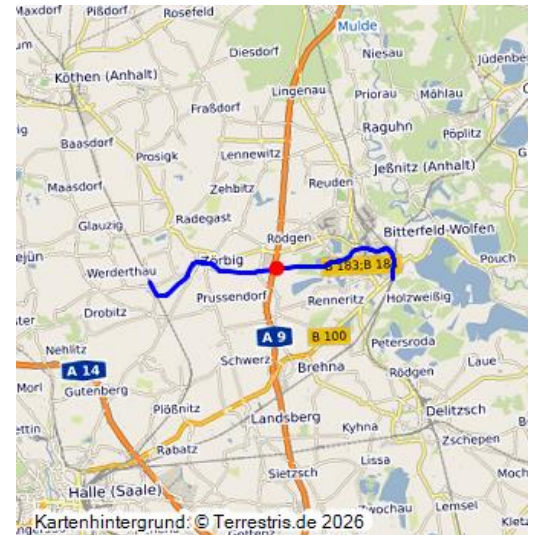 Maxdorf
Pißdorf
Rosefeld
Mulde
Diesdorf
Niesau
Köthen (Anhalt)
Lingenau
Priorau
Möhlau
Fraßdorf
Raguhn
Pöplitz
Baasdorf
Prosigk
Lennewitz
Jeßnitz (Anhalt)
Maasdorf
Zehbitz
Reuden
Glauzig
Radegast
Rödgen
Bitterfeld-Wolfen
Zörbig
Pouch
Werderthau
B 183;B 18
Prussendorf
Renneritz
Holzweißig
Drobitz
A 9
B 100
Petersroda
Nehlitz
Schwerz
Brehna
Laue
A 14
Rödgen
Gutenberg
Plößnitz
Landsberg
Delitzsch
Kyhna
Zschepen
Rabatz
Lissa
Sietzsch
Halle (Saale)
Lemsel
Kartenhintergrund: © Terrestris.de 2026